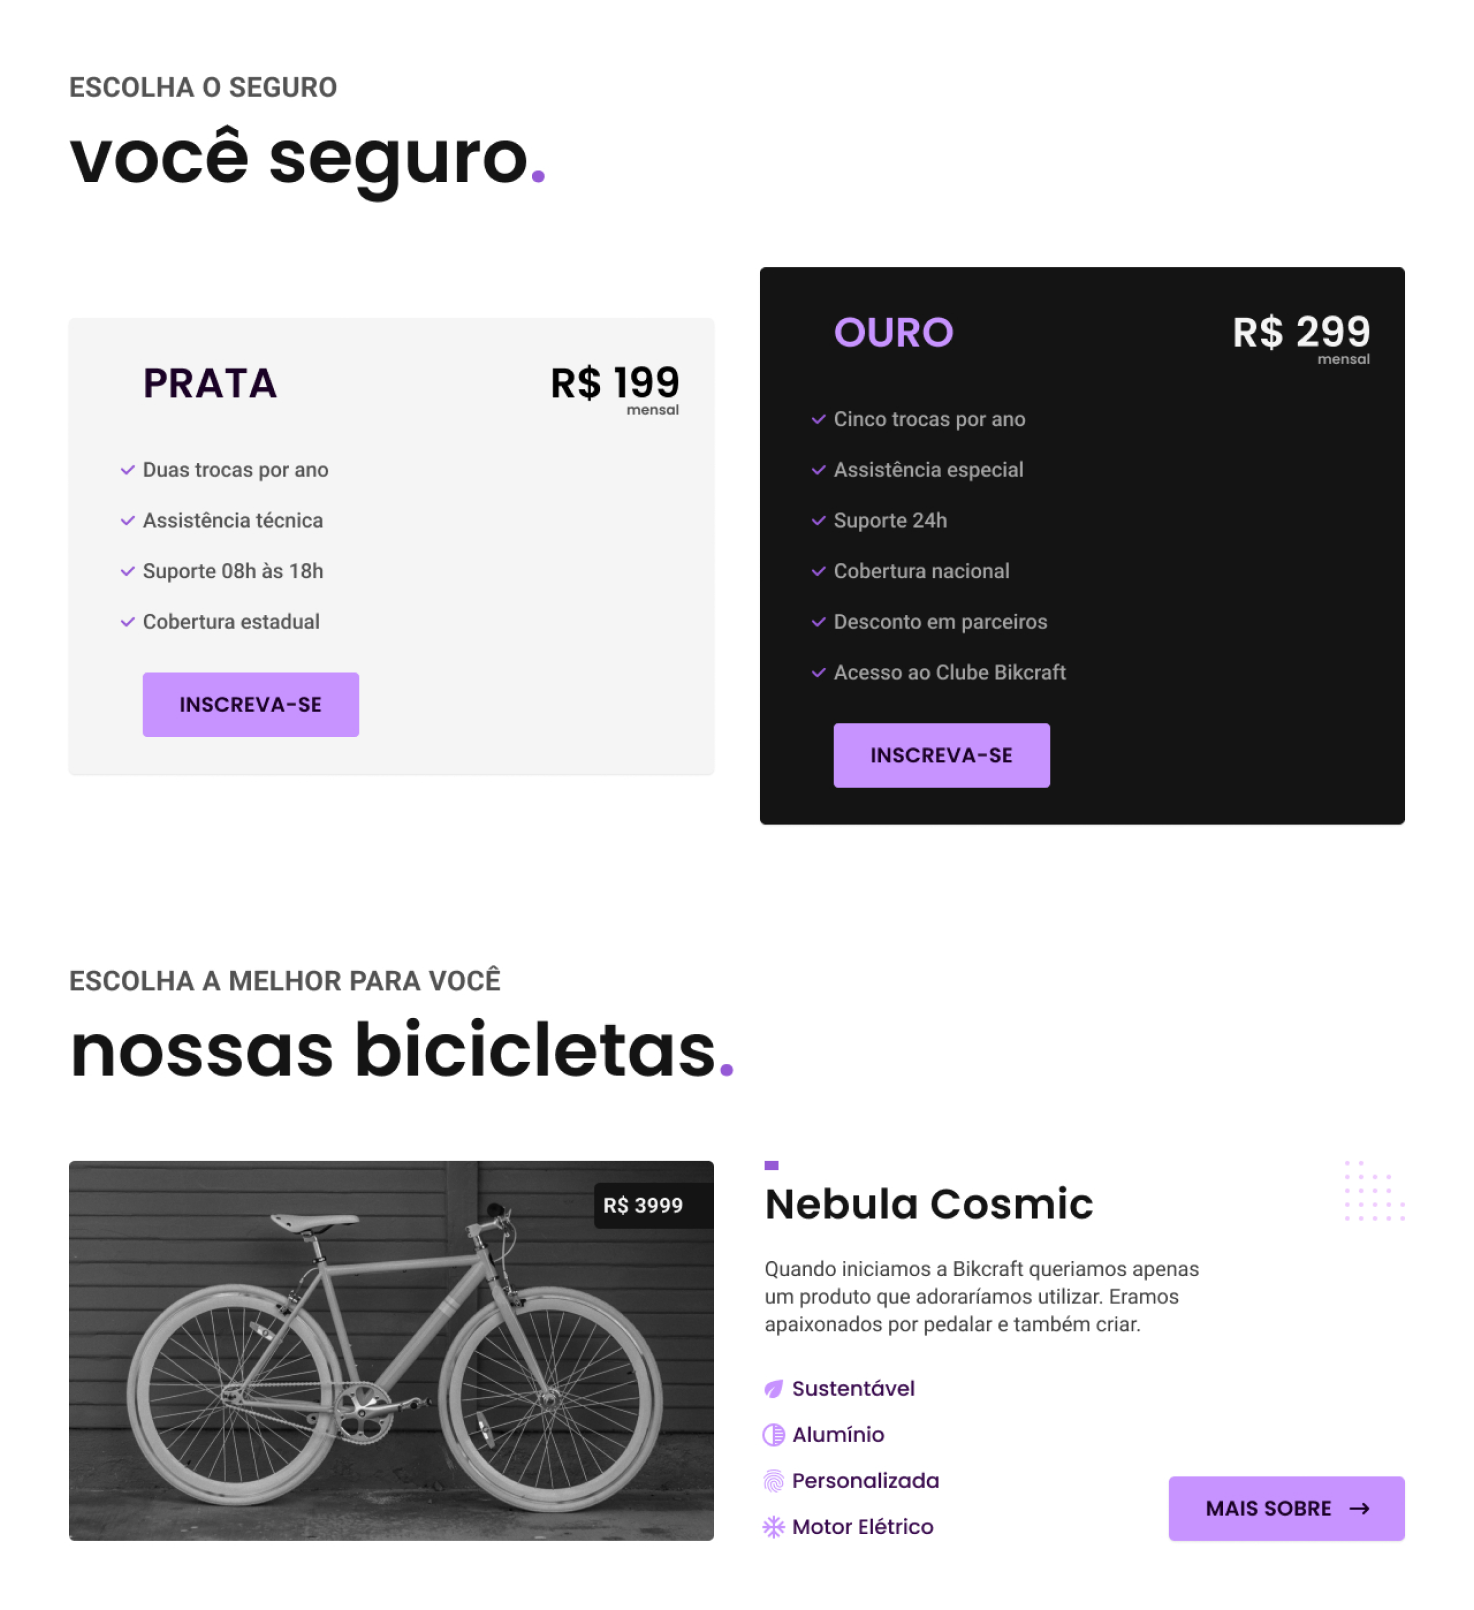 ESCOLHA O SEGURO
você seguro.
PRATA
R$ 199
mensal
Duas trocas por ano
Assistência técnica
Suporte 08h às 18h
Cobertura estadual
INSCREVA-SE
OURO
R$ 299
mensal
Cinco trocas por ano
Assistência especial
Suporte 24h
Cobertura nacional
Desconto em parceiros
Acesso ao Clube Bikcraft
INSCREVA-SE
ESCOLHA A MELHOR PARA VOCÊ
nossas bicicletas.
R$ 3999
Nebula Cosmic
Quando iniciamos a Bikcraft queriamos apenas
um produto que adoraríamos utilizar. Eramos
apaixonados por pedalar e também criar.
Sustentável
Alumínio
Personalizada
Motor Elétrico
MAIS SOBRE →